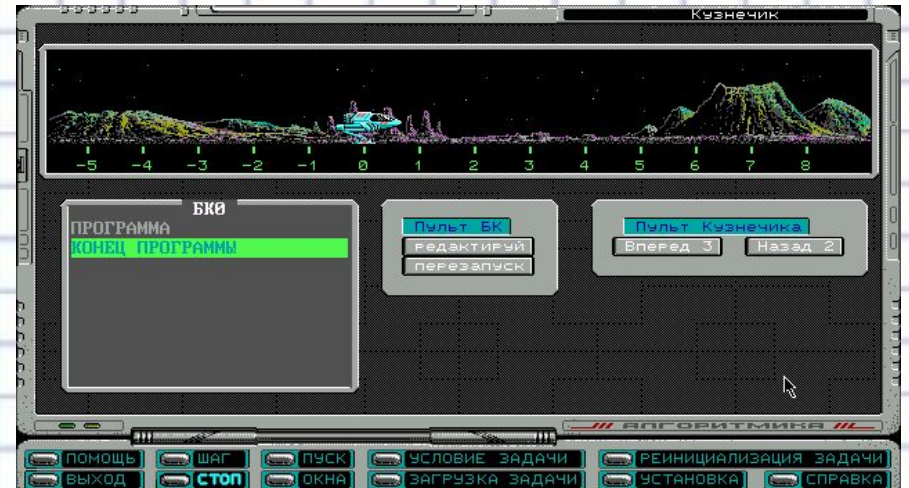 Кузнечик
-5 -4 -3 -2 -1 0 1 2 3 4 5 6 7 8
БК0
ПРОГРАММА
КОНЕЦ ПРОГРАММЫ
Пульт БК
редактируй
перезапуск
Пульт Кузнечика
Вперед 3 Назад 2
АЛГОРИТМИКА
ПОМОЩЬ ШАГ ПУСК УСЛОВИЕ ЗАДАЧИ РЕИНИЦИАЛИЗАЦИЯ ЗАДАЧИ
ВЫХОД СТОП ОКНА ЗАГРУЗКА ЗАДАЧИ УСТАНОВКА СПРАВКА